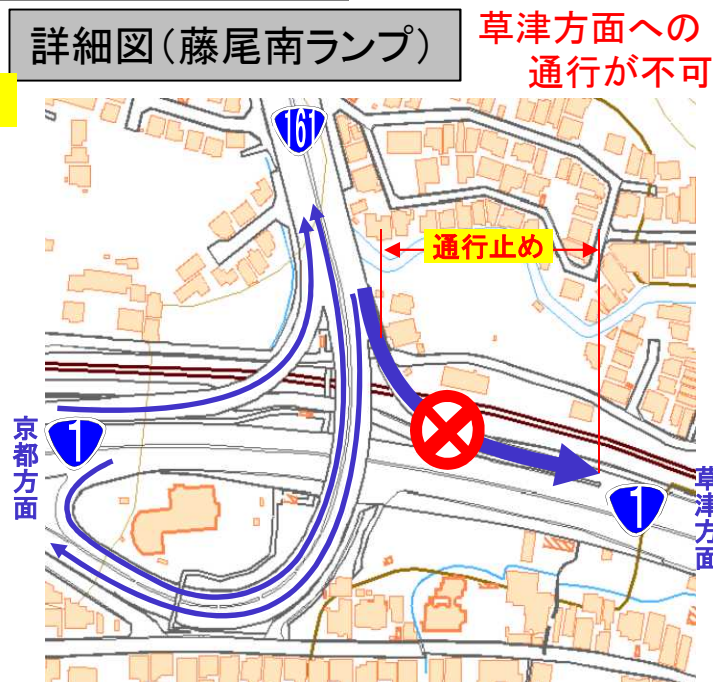 詳細図（藤尾南ランプ）
草津方面への
通行が不可
161
通行止め
京都方面
1
1
草津方面